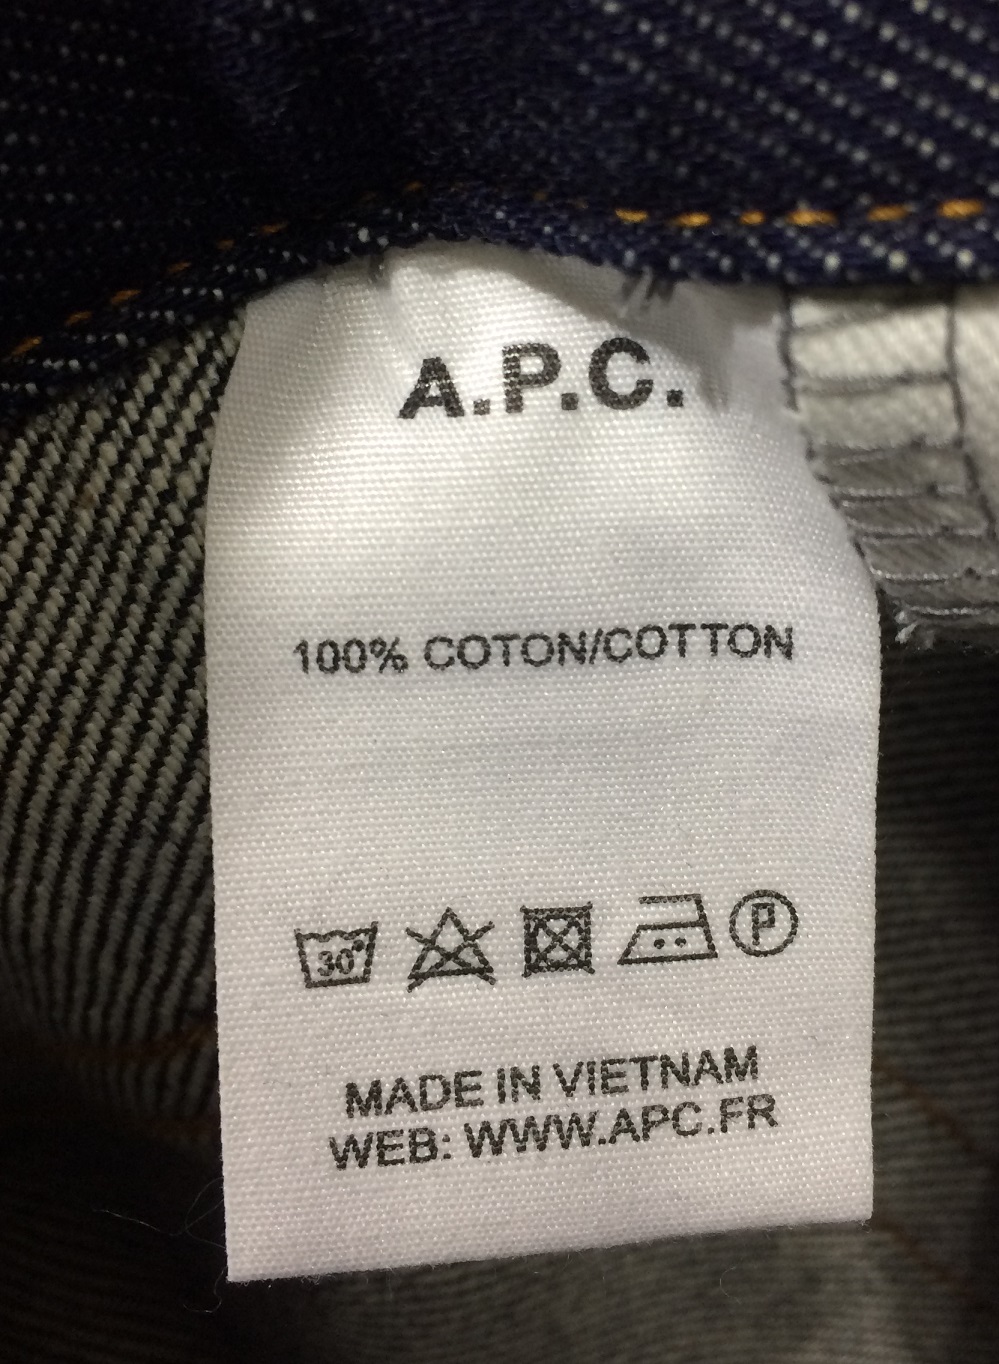 A.P.C.
100% COTON/COTTON
30°
P
MADE IN VIETNAM
WEB: WWW.APC.FR